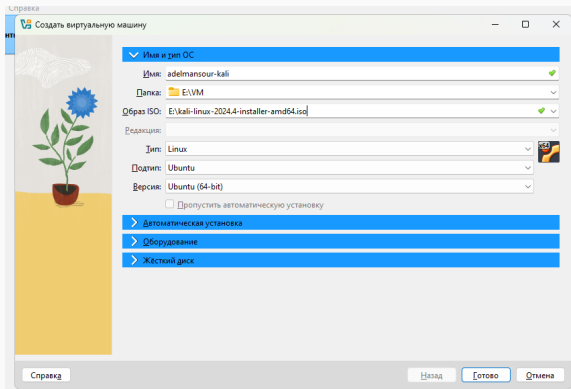 Справка
Создать виртуальную машину
Имя и тип ОС
Имя: adelmansour-kali
Папка: E:\VM
Образ ISO: E:\kali-linux-2024.4-installer-amd64.iso
Редакция:
Тип: Linux
Подтип: Ubuntu
Версия: Ubuntu (64-bit)
Пропустить автоматическую установку
Автоматическая установка
Оборудование
Жёсткий диск
Справка Назад Готово Отмена